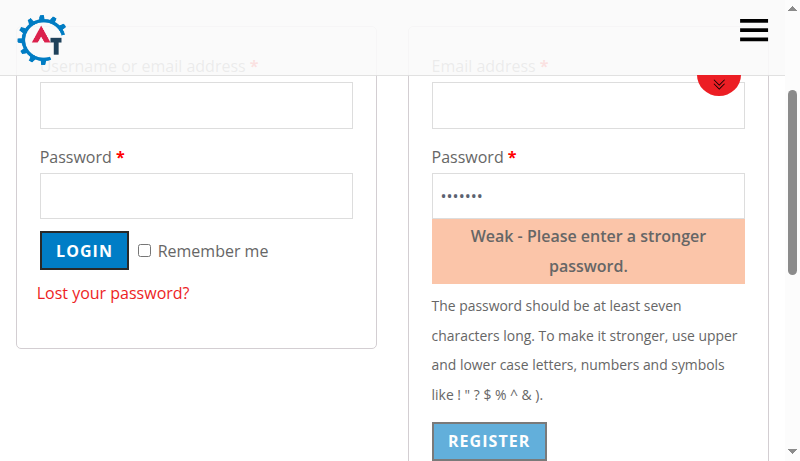 AT
Username or email address *
Password *
LOGIN
Remember me
Lost your password?
Email address *
Password *
•••••••
Weak - Please enter a stronger
password.
The password should be at least seven
characters long. To make it stronger, use upper
and lower case letters, numbers and symbols
like ! " ? $ % ^ & ).
REGISTER